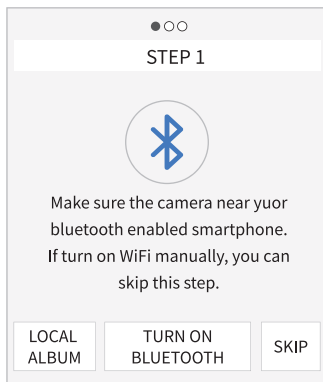 STEP 1
Make sure the camera near yuor
bluetooth enabled smartphone.
If turn on WiFi manually, you can
skip this step.
LOCAL
ALBUM
TURN ON
BLUETOOTH
SKIP